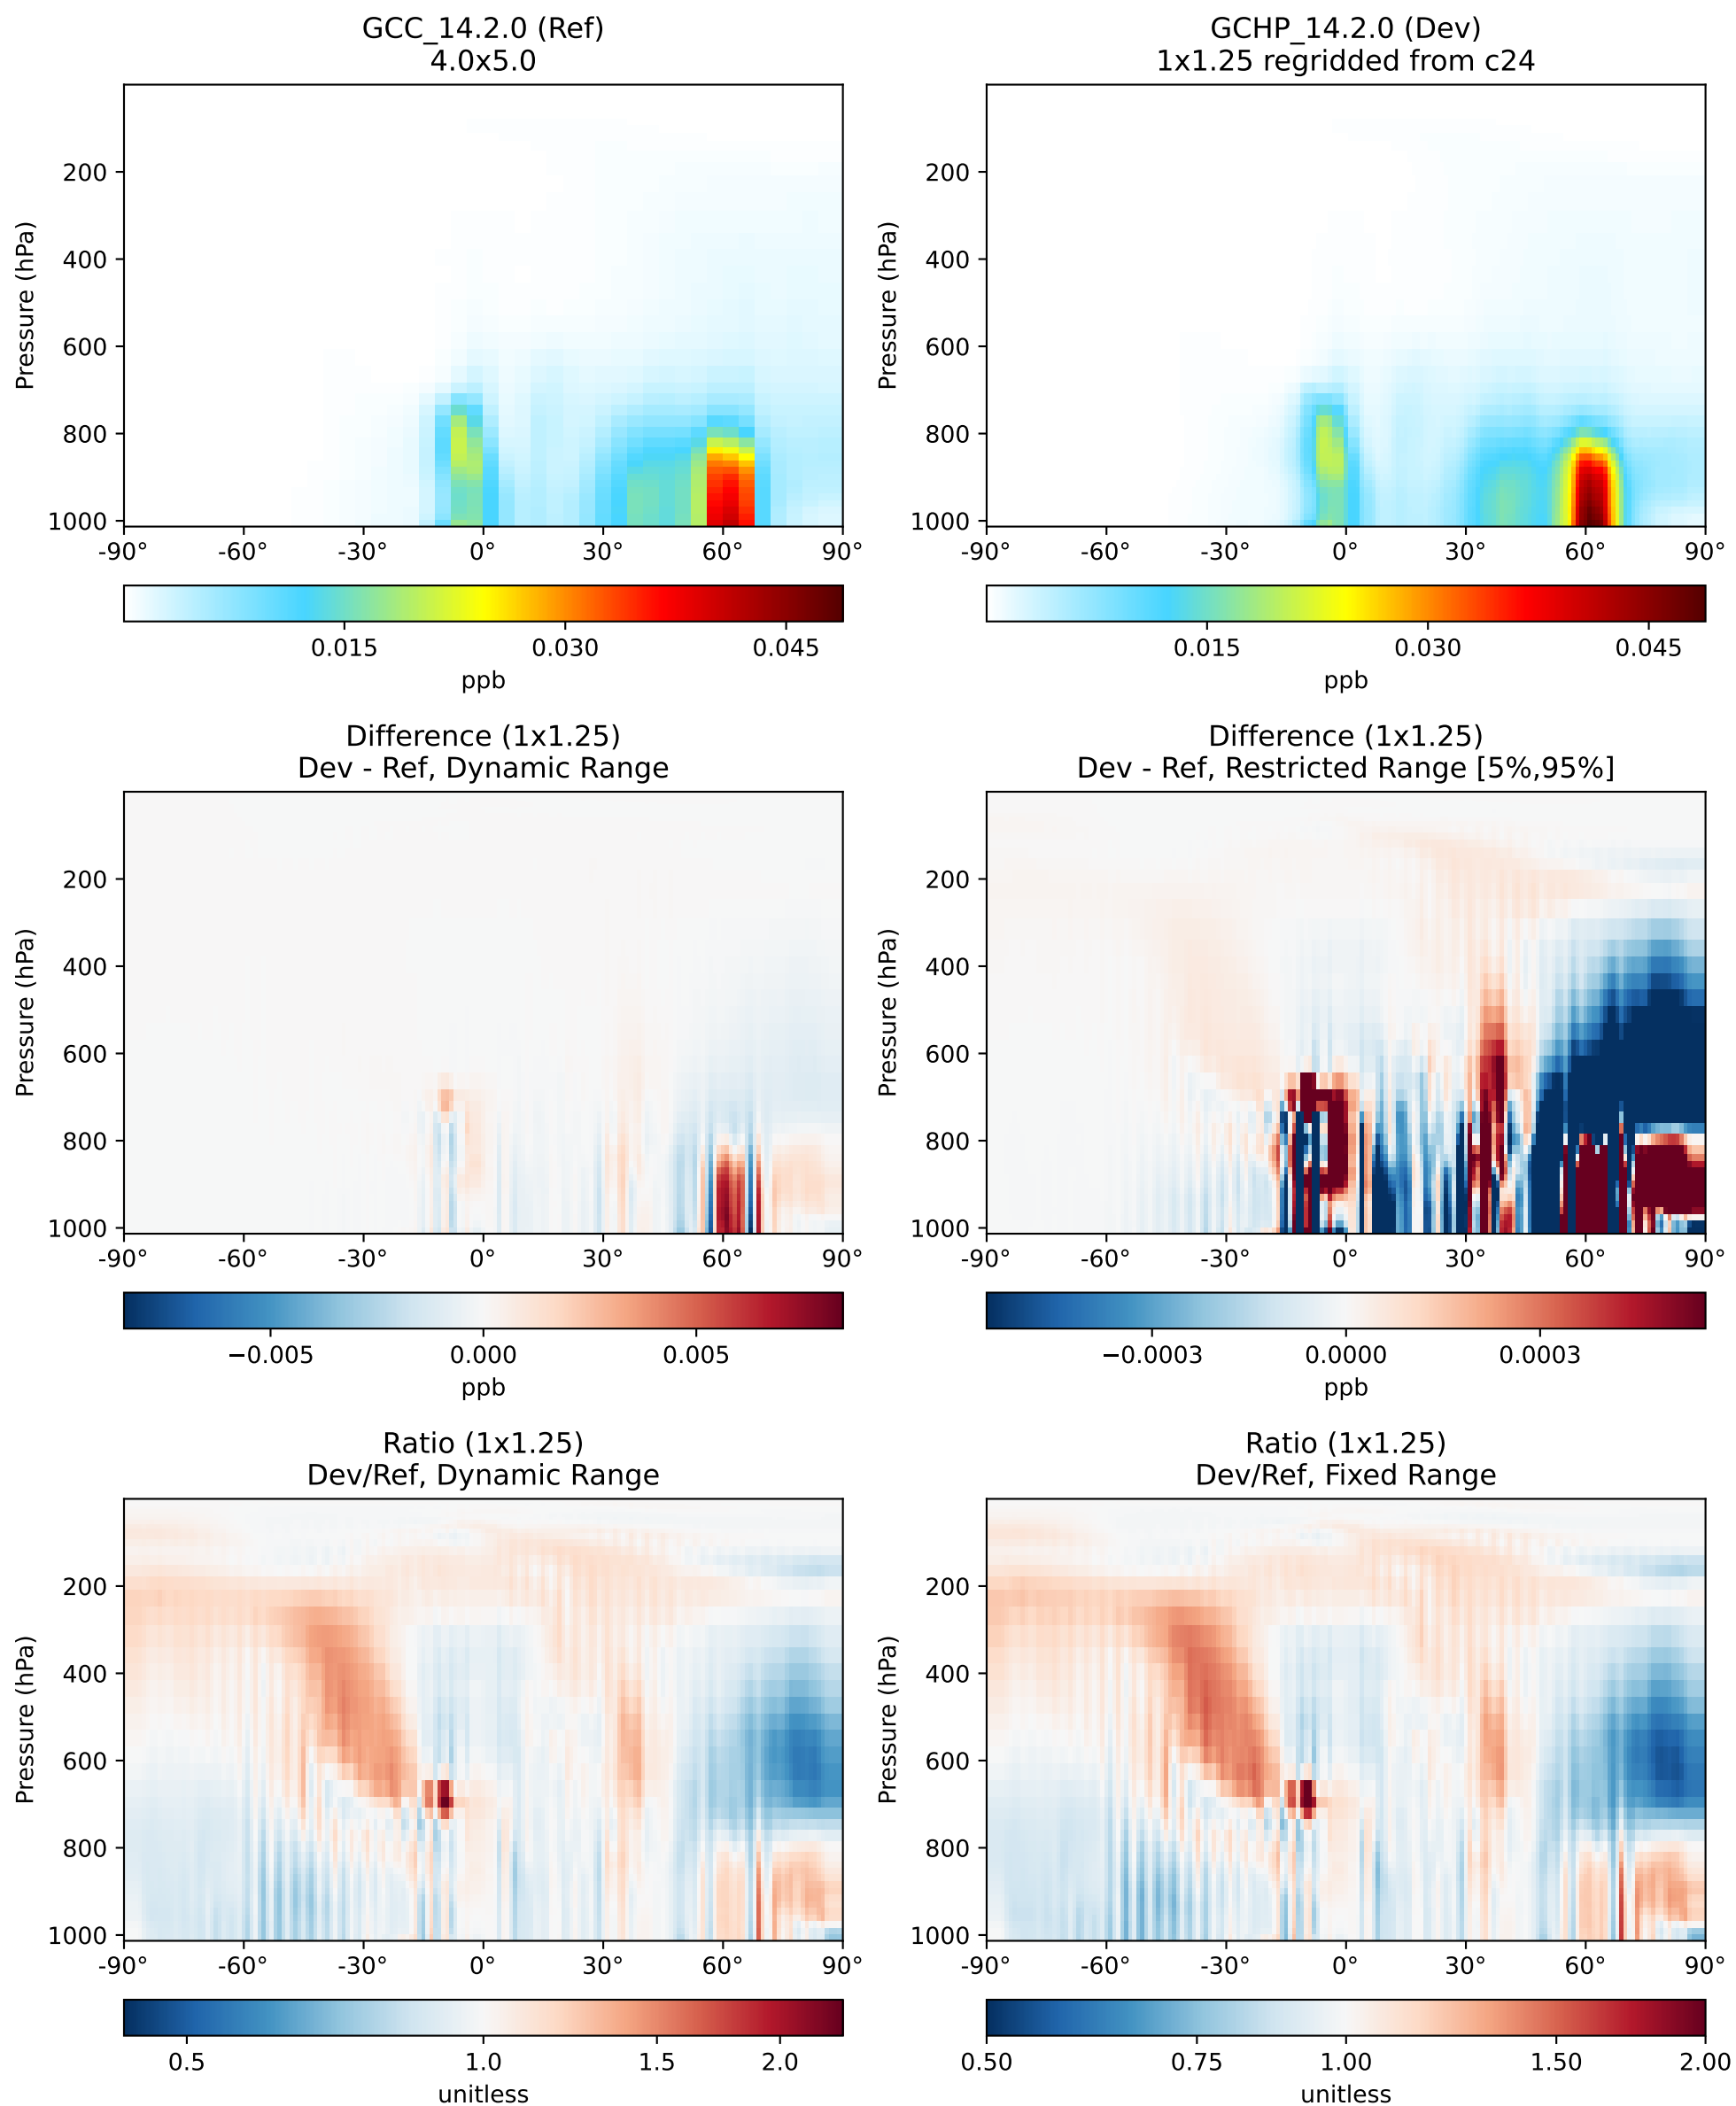 GCC_14.2.0 (Ref)
4.0x5.0
Pressure (hPa)
200
400
600
800
1000
-90° -60° -30° 0° 30° 60° 90°
0.015 0.030 0.045
ppb
GCHP_14.2.0 (Dev)
1x1.25 regridded from c24
Pressure (hPa)
200
400
600
800
1000
-90° -60° -30° 0° 30° 60° 90°
0.015 0.030 0.045
ppb
Difference (1x1.25)
Dev - Ref, Dynamic Range
Pressure (hPa)
200
400
600
800
1000
-90° -60° -30° 0° 30° 60° 90°
−0.005 0.000 0.005
ppb
Difference (1x1.25)
Dev - Ref, Restricted Range [5%,95%]
Pressure (hPa)
200
400
600
800
1000
-90° -60° -30° 0° 30° 60° 90°
−0.0003 0.0000 0.0003
ppb
Ratio (1x1.25)
Dev/Ref, Dynamic Range
Pressure (hPa)
200
400
600
800
1000
-90° -60° -30° 0° 30° 60° 90°
0.5 1.0 1.5 2.0
unitless
Ratio (1x1.25)
Dev/Ref, Fixed Range
Pressure (hPa)
200
400
600
800
1000
-90° -60° -30° 0° 30° 60° 90°
0.50 0.75 1.00 1.50 2.00
unitless